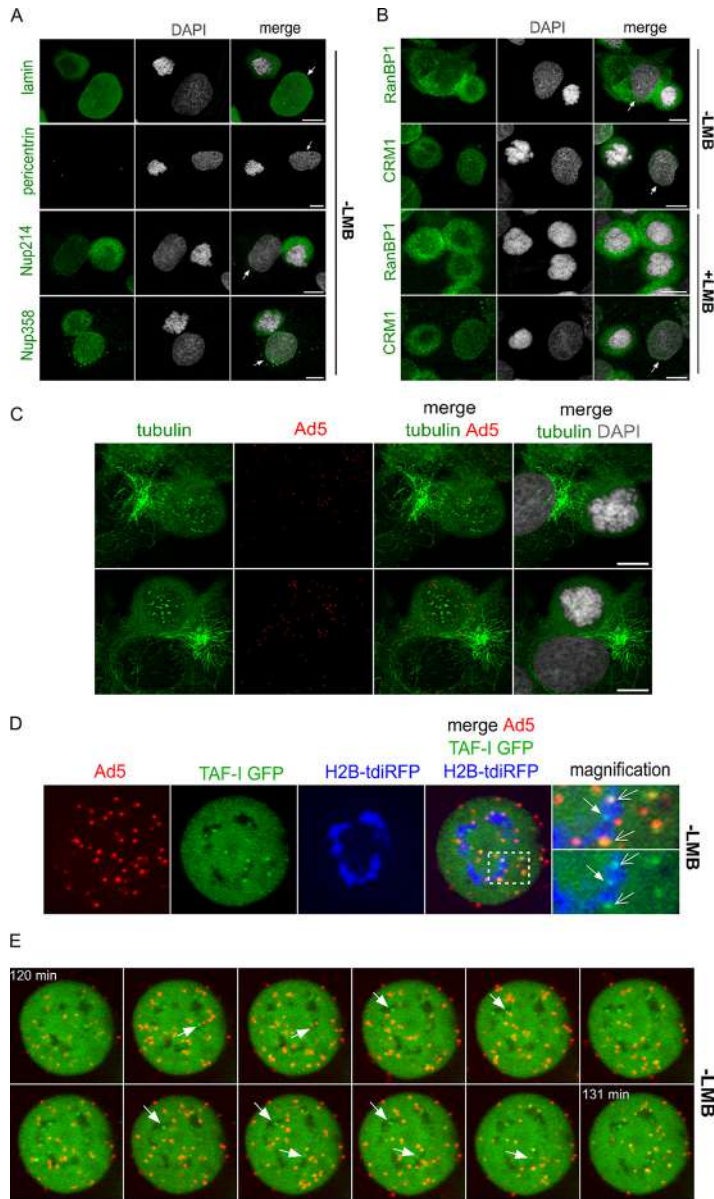 A
DAPI
merge
lamin
pericentrin
Nup214
Nup358
-LMB
B
DAPI
merge
RanBP1
CRM1
RanBP1
CRM1
-LMB
+LMB
C
tubulin
Ad5
merge
tubulin Ad5
merge
tubulin DAPI
D
Ad5
TAF-I GFP
H2B-tdiRFP
merge Ad5
TAF-I GFP
H2B-tdiRFP
magnification
-LMB
E
120 min
131 min
-LMB